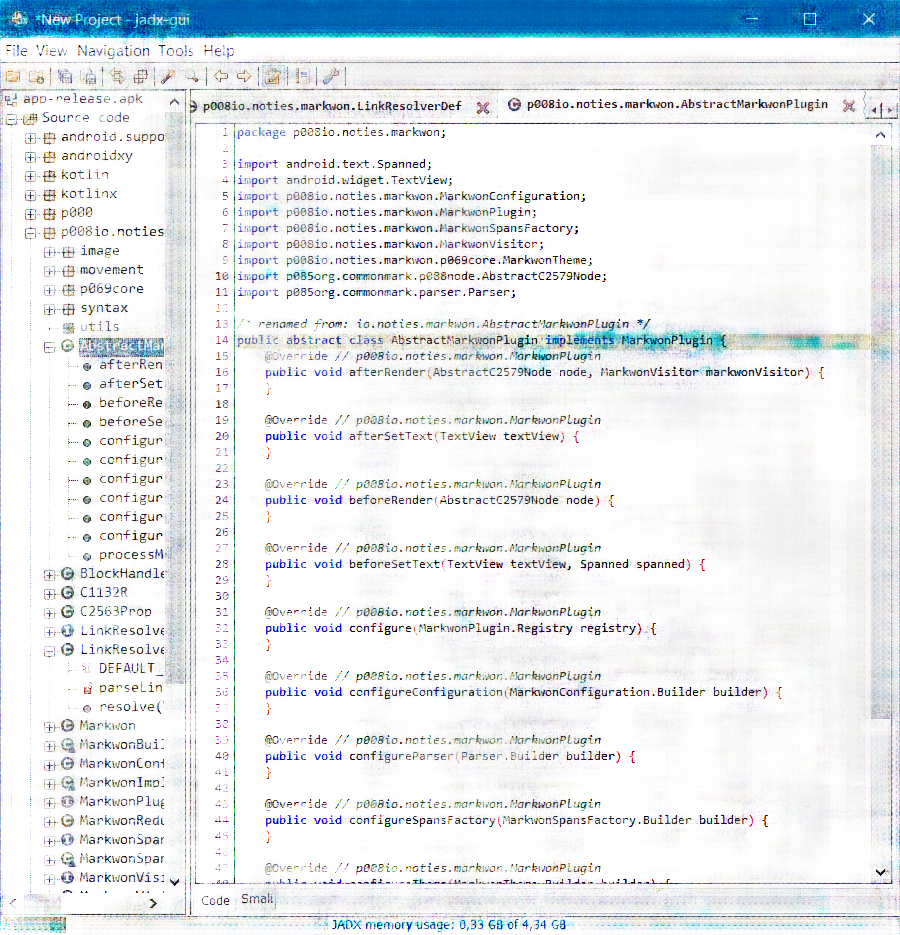 *New Project - jadx-gui
File View Navigation Tools Help
app-release.apk
Source code
android.suppo
androidxy
kotlin
kotlinx
p000
p008io.noties
image
movement
p069core
syntax
utils
AbstractMar
afterRen
afterSet
beforeRe
beforeSe
configur
configur
configur
configur
configur
configur
processM
BlockHandle
C1132R
C2563Prop
LinkResolve
LinkResolve
DEFAULT_
parseLin
resolve(
Markwon
MarkwonBuil
MarkwonConf
MarkwonImpl
MarkwonPlug
MarkwonRedu
MarkwonSpan
MarkwonSpan
MarkwonVisi
p008io.noties.markwon.LinkResolverDef
p008io.noties.markwon.AbstractMarkwonPlugin
1 package p008io.noties.markwon;
2
3 import android.text.Spanned;
4 import android.widget.TextView;
5 import p008io.noties.markwon.MarkwonConfiguration;
6 import p008io.noties.markwon.MarkwonPlugin;
7 import p008io.noties.markwon.MarkwonSpansFactory;
8 import p008io.noties.markwon.MarkwonVisitor;
9 import p008io.noties.markwon.p069core.MarkwonTheme;
10 import p085org.commonmark.p088node.AbstractC2579Node;
11 import p085org.commonmark.parser.Parser;
12
13 /* renamed from: io.noties.markwon.AbstractMarkwonPlugin */
14 public abstract class AbstractMarkwonPlugin implements MarkwonPlugin {
15 @Override // p008io.noties.markwon.MarkwonPlugin
16 public void afterRender(AbstractC2579Node node, MarkwonVisitor markwonVisitor) {
17 }
18
19 @Override // p008io.noties.markwon.MarkwonPlugin
20 public void afterSetText(TextView textView) {
21 }
22
23 @Override // p008io.noties.markwon.MarkwonPlugin
24 public void beforeRender(AbstractC2579Node node) {
25 }
26
27 @Override // p008io.noties.markwon.MarkwonPlugin
28 public void beforeSetText(TextView textView, Spanned spanned) {
29 }
30
31 @Override // p008io.noties.markwon.MarkwonPlugin
32 public void configure(MarkwonPlugin.Registry registry) {
33 }
34
35 @Override // p008io.noties.markwon.MarkwonPlugin
36 public void configureConfiguration(MarkwonConfiguration.Builder builder) {
37 }
38
39 @Override // p008io.noties.markwon.MarkwonPlugin
40 public void configureParser(Parser.Builder builder) {
41 }
42
43 @Override // p008io.noties.markwon.MarkwonPlugin
44 public void configureSpansFactory(MarkwonSpansFactory.Builder builder) {
45 }
46
47 @Override // p008io.noties.markwon.MarkwonPlugin
48 public void configureTheme(MarkwonTheme.Builder builder) {
Code Smali
JADX memory usage: 0,33 GB of 4,34 GB